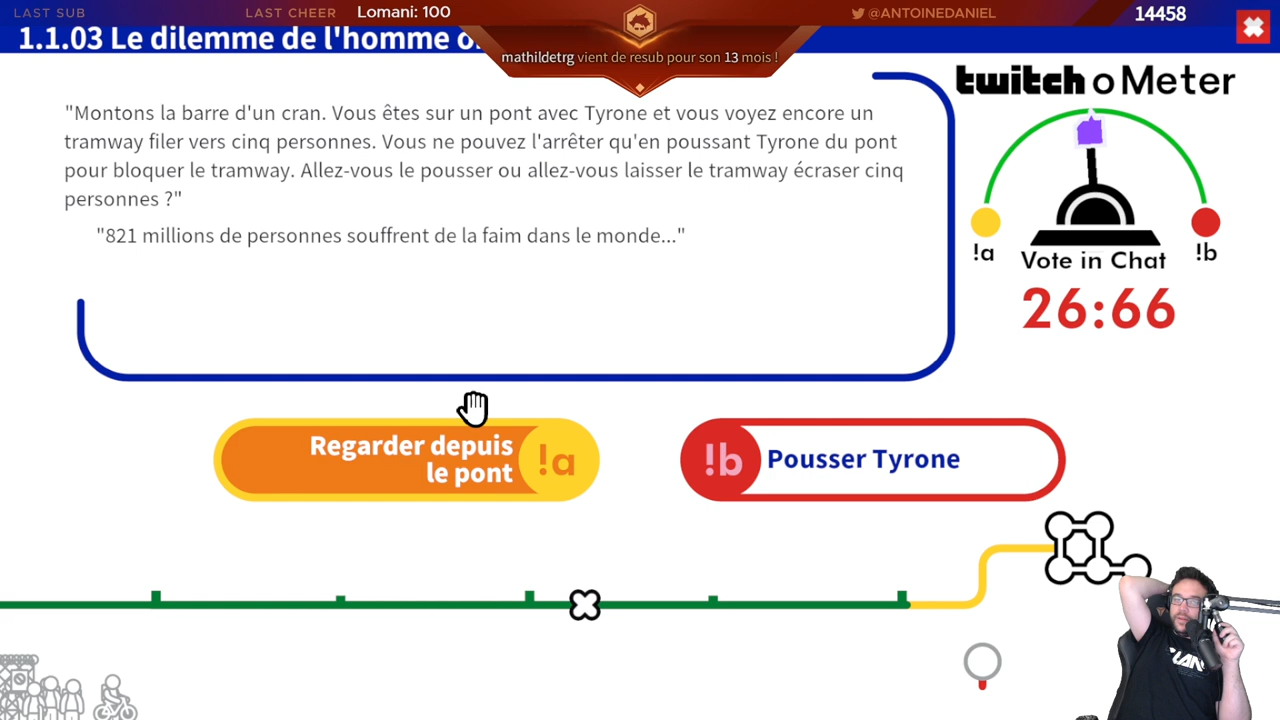 LAST SUB
LAST CHEER
Lomani: 100
@ANTOINEDANIEL
14458
1.1.03 Le dilemme de l'homme
mathildetrg vient de resub pour son 13 mois !
"Montons la barre d'un cran. Vous êtes sur un pont avec Tyrone et vous voyez encore un
tramway filer vers cinq personnes. Vous ne pouvez l'arrêter qu'en poussant Tyrone du pont
pour bloquer le tramway. Allez-vous le pousser ou allez-vous laisser le tramway écraser cinq
personnes ?"
"821 millions de personnes souffrent de la faim dans le monde..."
twitch o Meter
!a
!b
Vote in Chat
26:66
Regarder depuis
le pont
!a
!b
Pousser Tyrone